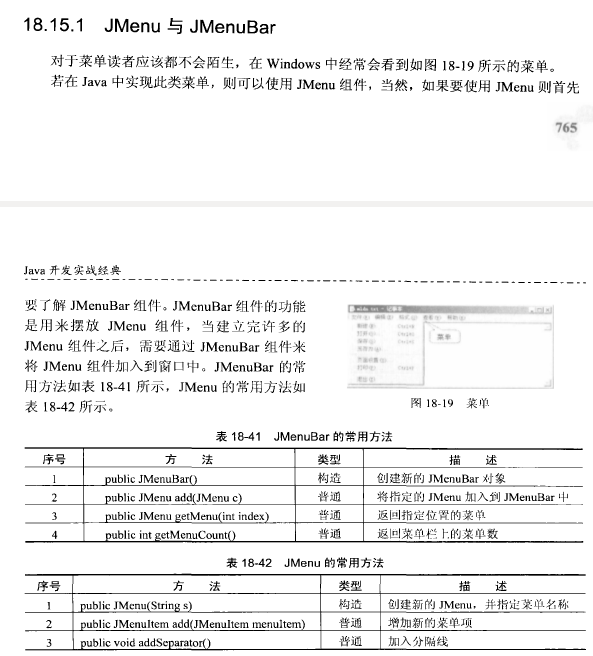 18.15.1 JMenu 与 JMenuBar
对于菜单读者应该都不会陌生，在 Windows 中经常会看到如图 18-19 所示的菜单。
若在 Java 中实现此类菜单，则可以使用 JMenu 组件，当然，如果要使用 JMenu 则首先
765
Java 开发实战经典
要了解 JMenuBar 组件。JMenuBar 组件的功能
是用来摆放 JMenu 组件，当建立完许多的
JMenu 组件之后，需要通过 JMenuBar 组件来
将 JMenu 组件加入到窗口中。JMenuBar 的常
用方法如表 18-41 所示，JMenu 的常用方法如
表 18-42 所示。
菜单
图 18-19 菜单
表 18-41 JMenuBar 的常用方法
序号 方 法 类型 描 述
1 public JMenuBar() 构造 创建新的 JMenuBar 对象
2 public JMenu add(JMenu c) 普通 将指定的 JMenu 加入到 JMenuBar 中
3 public JMenu getMenu(int index) 普通 返回指定位置的菜单
4 public int getMenuCount() 普通 返回菜单栏上的菜单数
表 18-42 JMenu 的常用方法
序号 方 法 类型 描 述
1 public JMenu(String s) 构造 创建新的 JMenu，并指定菜单名称
2 public JMenuItem add(JMenuItem menuItem) 普通 增加新的菜单项
3 public void addSeparator() 普通 加入分隔线